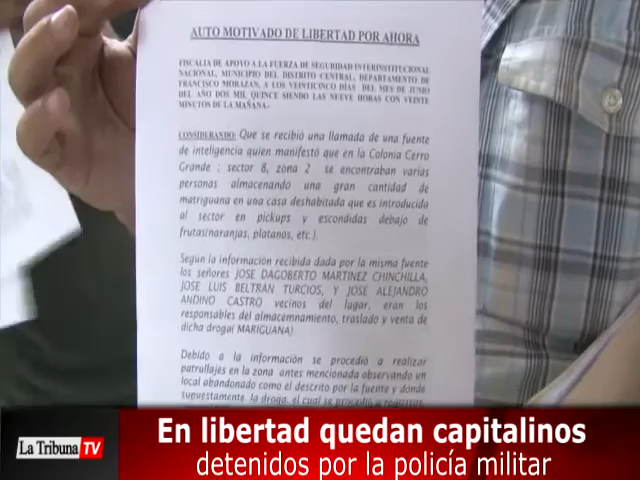 AUTO MOTIVADO DE LIBERTAD POR AHORA
FISCALIA DE APOYO A LA FUERZA DE SEGURIDAD INTERINSTITUCIONAL
NACIONAL, MUNICIPIO DEL DISTRITO CENTRAL, DEPARTAMENTO DE
FRANCISCO MORAZAN, A LOS VEINTICINCO DIAS DEL MES DE JUNIO
DEL AÑO DOS MIL QUINCE SIENDO LAS NUEVE HORAS CON VEINTE
MINUTOS DE LA MAÑANA.-
CONSIDERANDO: Que se recibió una llamada de una fuente
de inteligencia quien manifestó que en la Colonia Cerro
Grande ; sector 8, zona 2 se encontraban varias
personas almacenando una gran cantidad de
matriguana en una casa deshabitada que es introducida
al sector en pickups y escondidas debajo de
frutas(naranjas, platanos, etc.).
Según la información recibida dada por la misma fuente
los señores JOSE DAGOBERTO MARTINEZ CHINCHILLA,
JOSE LUIS BELTRAN TURCIOS, Y JOSE ALEJANDRO
ANDINO CASTRO vecinos del lugar, eran los
responsables del almacemnamiento, traslado y venta de
dicha droga( MARIGUANA)
Debido a la información se procedió a realizar
patrullajes en la zona antes mencionada observando un
local abandonado como el descrito por la fuente y donde
supuestamente la droga, el cual se procedió a
La Tribuna TV
En libertad quedan capitalinos
detenidos por la policía militar